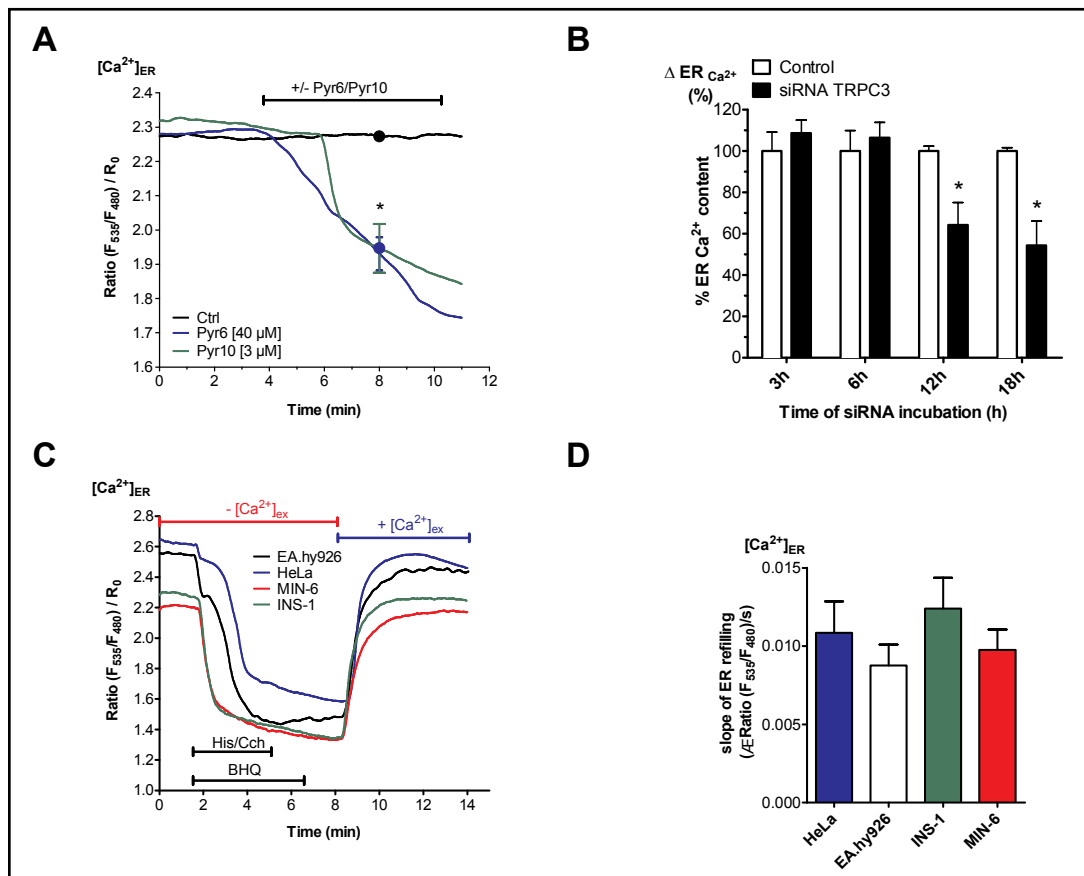 A
[Ca²⁺]ER
+/- Pyr6/Pyr10
2.4
2.3
2.2
2.1
2.0
1.9
1.8
1.7
1.6
Ratio (F535/F480) / R0
*
Ctrl
Pyr6 [40 µM]
Pyr10 [3 µM]
0 2 4 6 8 10 12
Time (min)
B
Δ ER Ca²⁺
(%)
Control
siRNA TRPC3
120
100
80
60
40
20
0
% ER Ca²⁺ content
*
*
3h 6h 12h 18h
Time of siRNA incubation (h)
C
[Ca²⁺]ER
- [Ca²⁺]ex
+ [Ca²⁺]ex
2.8
2.6
2.4
2.2
2.0
1.8
1.6
1.4
1.2
1.0
Ratio (F535/F480) / R0
EA.hy926
HeLa
MIN-6
INS-1
His/Cch
BHQ
0 2 4 6 8 10 12 14
Time (min)
D
[Ca²⁺]ER
0.015
0.010
0.005
0.000
slope of ER refilling
(ÆRatio (F535/F480)/s)
HeLa
EA.hy926
INS-1
MIN-6